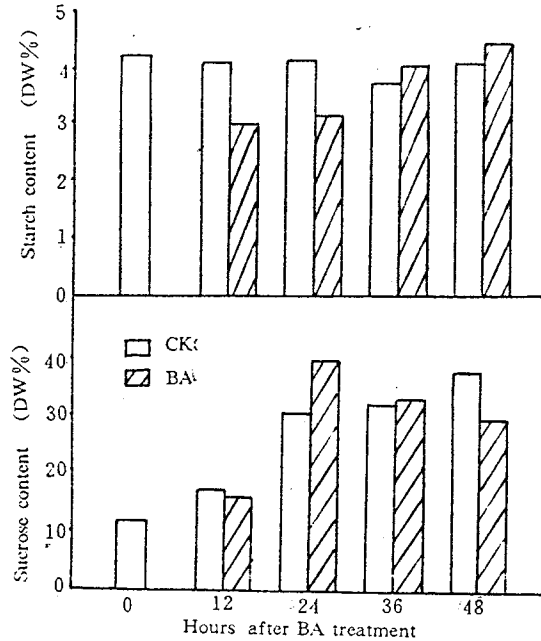 Starch content (DW%)
5
4
3
2
1
0
CK
BA
Sucrose content (DW%)
40
30
20
10
0
0 12 24 36 48
Hours after BA treatment